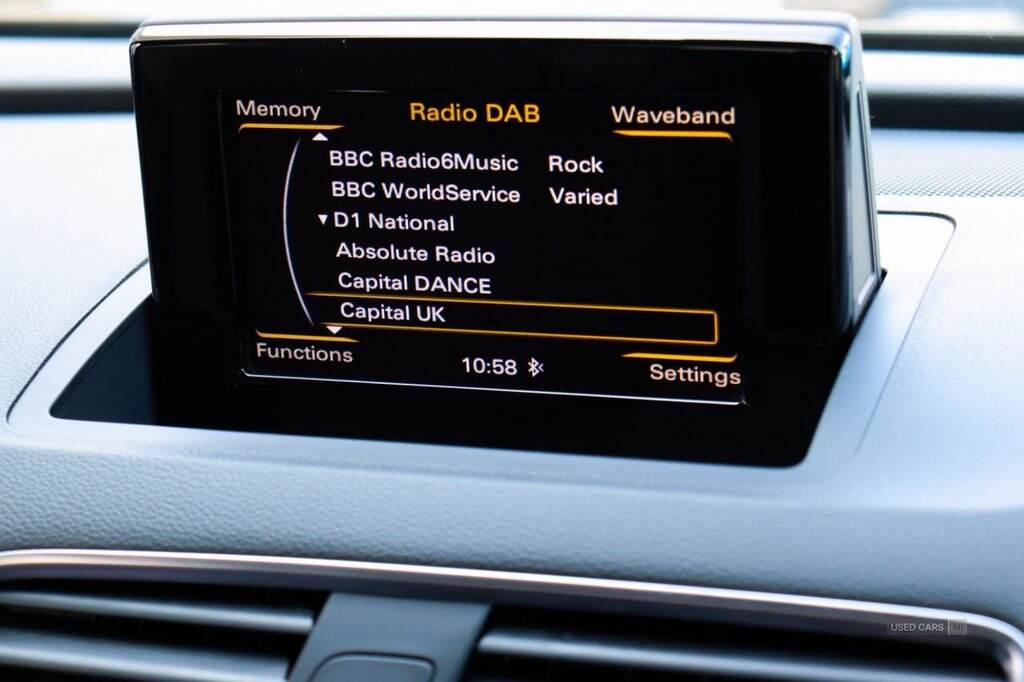 Memory Radio DAB Waveband
BBC Radio6Music Rock
BBC WorldService Varied
D1 National
Absolute Radio
Capital DANCE
Capital UK
Functions 10:58 Settings
USED CARS NI